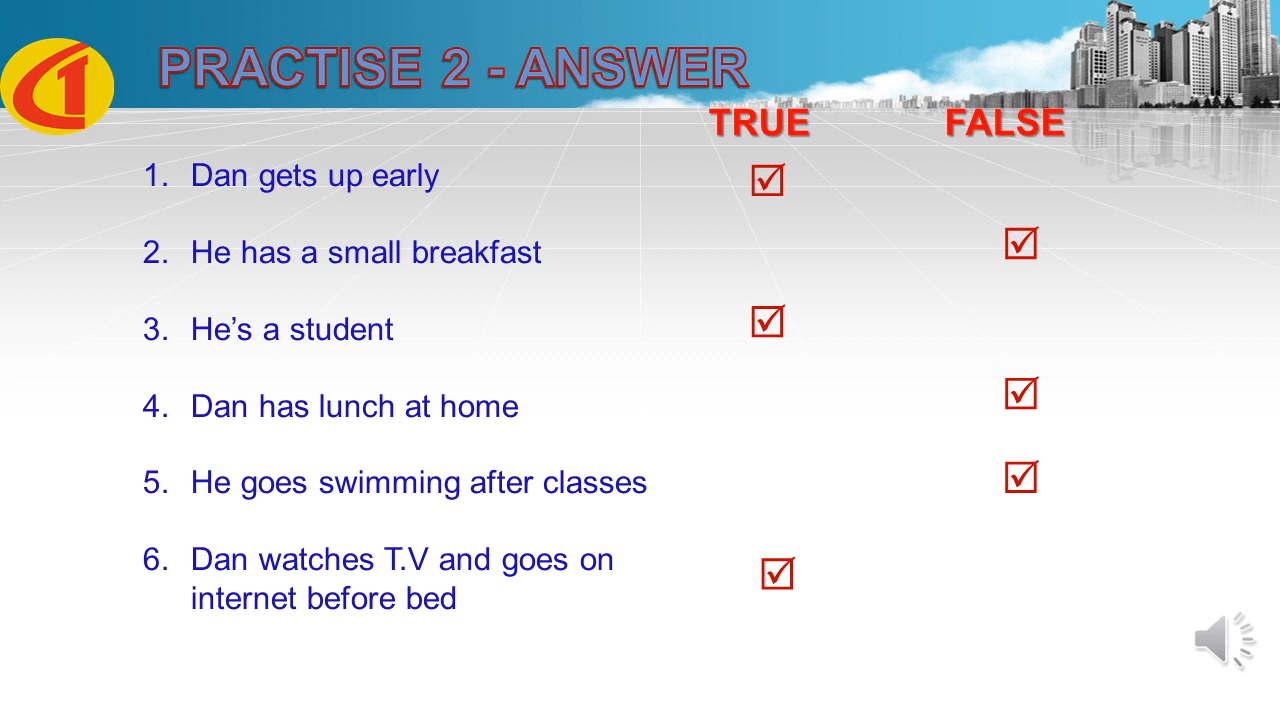 PRACTISE 2 - ANSWER
TRUE FALSE
1. Dan gets up early ☑
2. He has a small breakfast ☑
3. He’s a student ☑
4. Dan has lunch at home ☑
5. He goes swimming after classes ☑
6. Dan watches T.V and goes on ☑
internet before bed